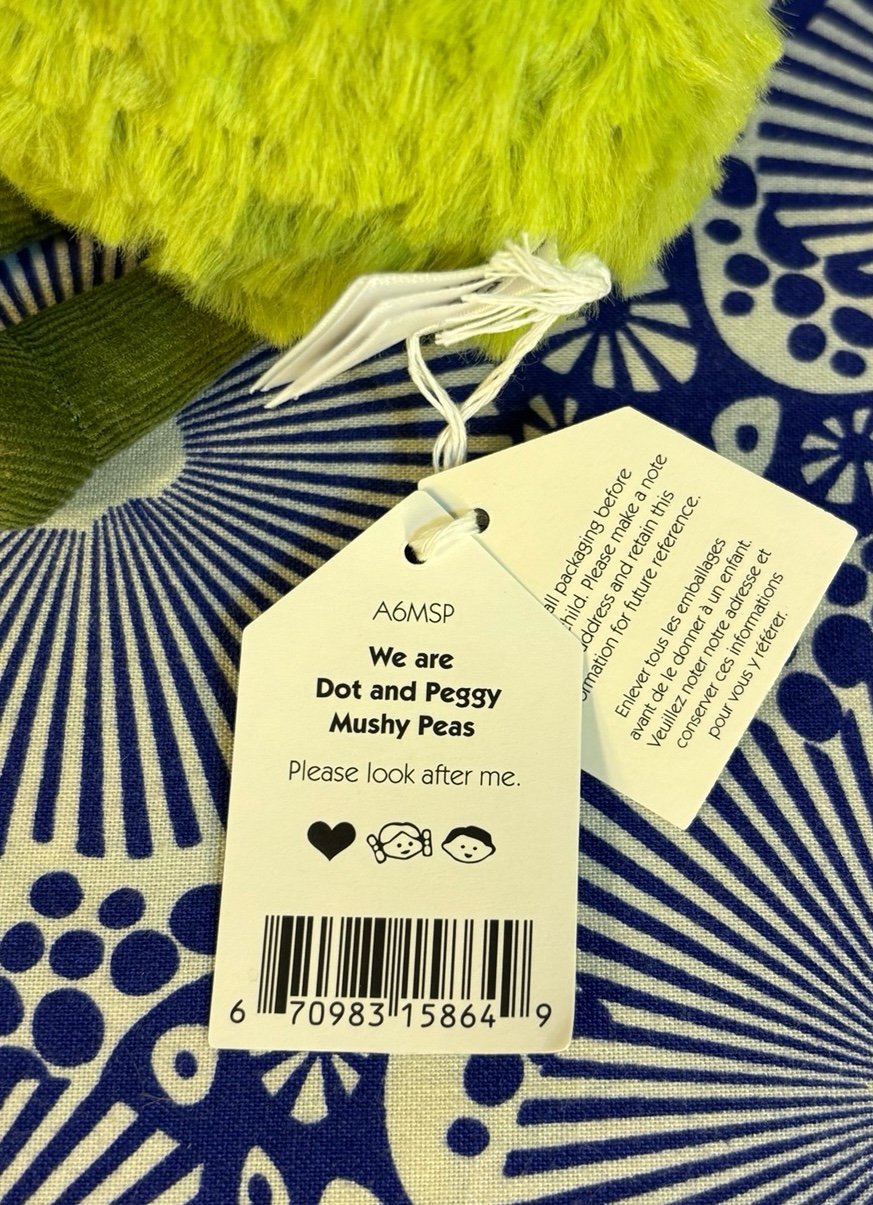 A6MSP
We are
Dot and Peggy
Mushy Peas
Please look after me.
6 70983 15864 9
all packaging before
child. Please make a note
address and retain this
for future reference.
Enlever tous les emballages
avant de le donner à un enfant.
Veuillez noter notre adresse et
conserver ces informations
pour vous y référer.